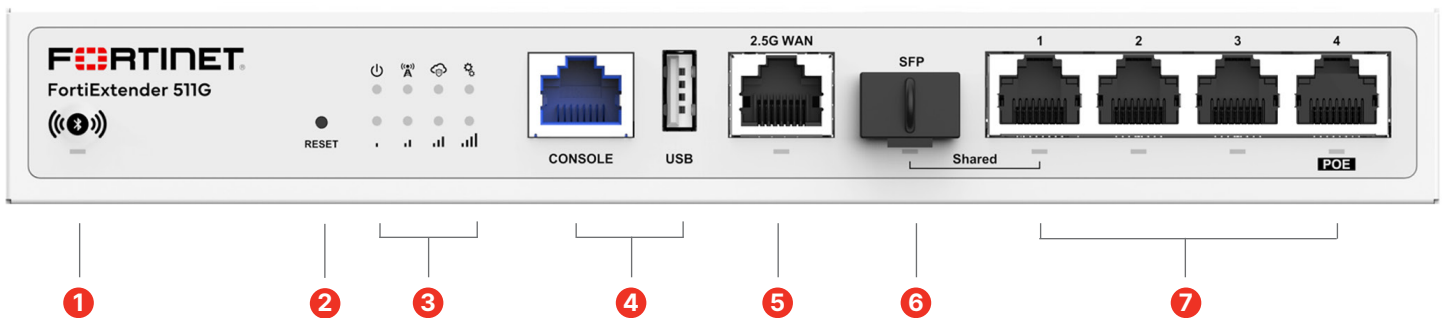 FORTINET®
FortiExtender 511G
RESET
CONSOLE
USB
2.5G WAN
SFP
Shared
1 2 3 4
POE
1 2 3 4 5 6 7